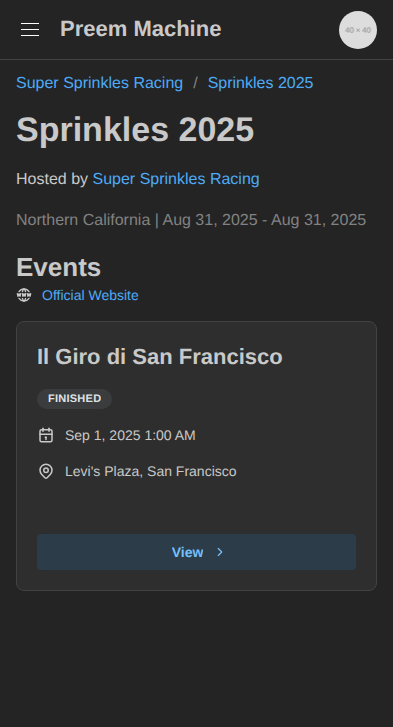 Preem Machine
40 × 40
Super Sprinkles Racing / Sprinkles 2025
Sprinkles 2025
Hosted by Super Sprinkles Racing
Northern California | Aug 31, 2025 - Aug 31, 2025
Events
Official Website
Il Giro di San Francisco
FINISHED
Sep 1, 2025 1:00 AM
Levi's Plaza, San Francisco
View